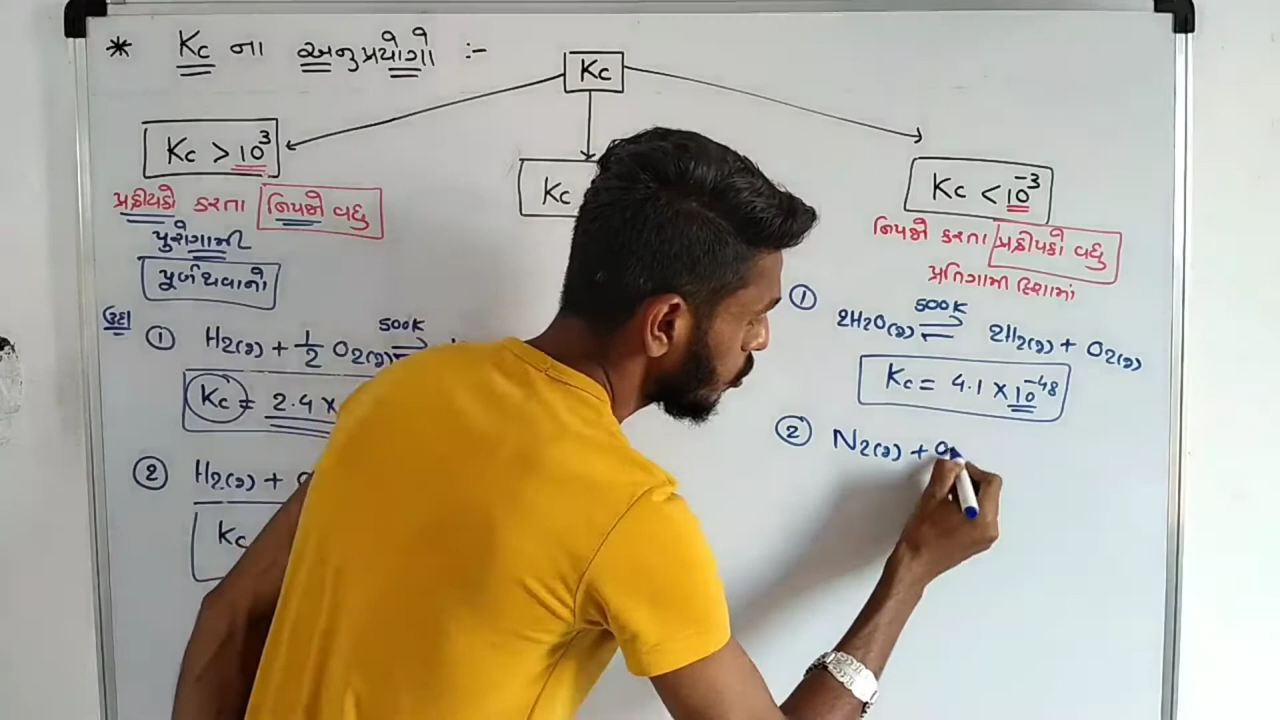 * Kc ના અનુપ્રયોગો :-
Kc
Kc > 10³
પ્રક્રીયકો કરતા નિપજો વધુ
પુરોગામી
પૂર્ણ થવાની
ઉદા
① H₂(g) + 1/2 O₂(g) 500K ⇌
Kc = 2.4 ×
② H₂(g) +
Kc
Kc
Kc < 10⁻³
નિપજો કરતા પ્રક્રીયકો વધુ
પ્રતિગામી દિશામાં
① 2H₂O(g) 500K ⇌ 2H₂(g) + O₂(g)
Kc = 4.1 × 10⁻⁴⁸
② N₂(g) + O